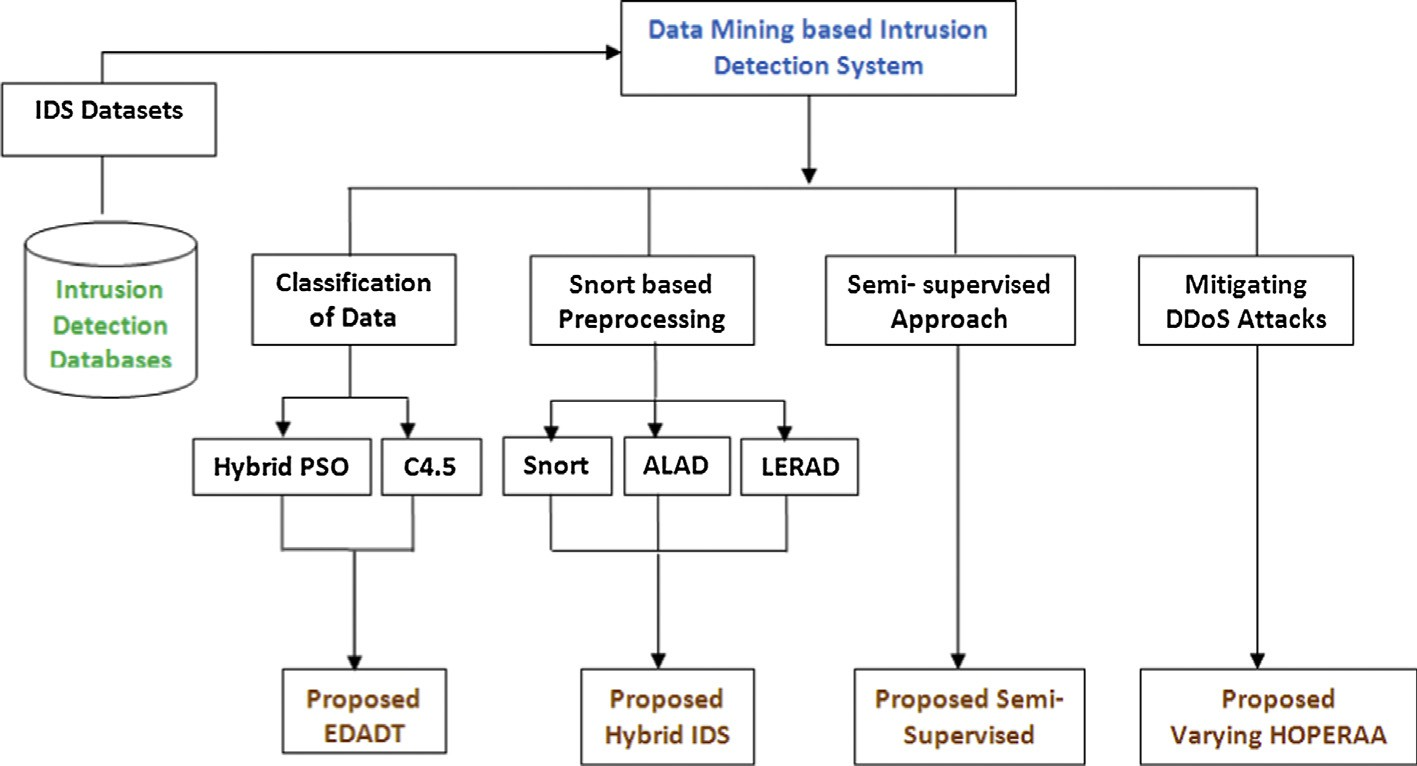 Data Mining based Intrusion
Detection System
IDS Datasets
Intrusion
Detection
Databases
Classification
of Data
Snort based
Preprocessing
Semi- supervised
Approach
Mitigating
DDoS Attacks
Hybrid PSO
C4.5
Snort
ALAD
LERAD
Proposed
EDADT
Proposed
Hybrid IDS
Proposed Semi-
Supervised
Proposed
Varying HOPERAA